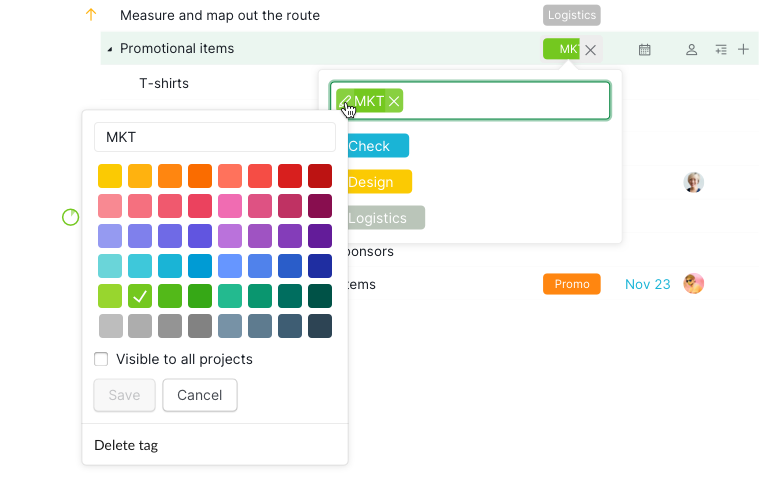 Measure and map out the route
Logistics
Promotional items
MK
T-shirts
MKT
MKT
Check
Design
Logistics
ponsors
tems
Promo
Nov 23
Visible to all projects
Save
Cancel
Delete tag